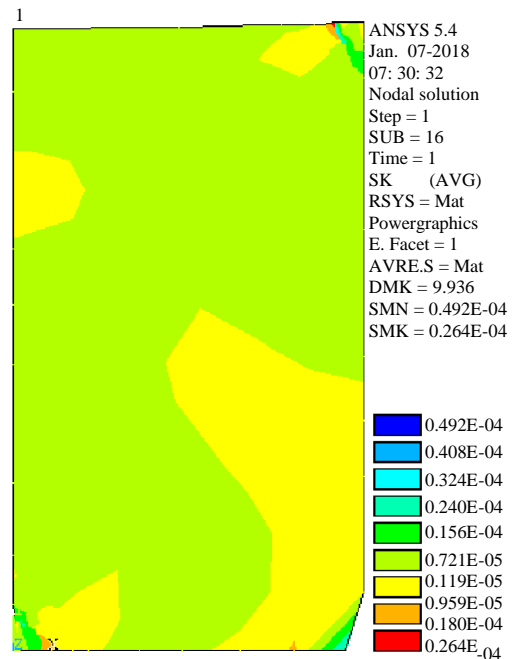 1
ANSYS 5.4
Jan. 07-2018
07: 30: 32
Nodal solution
Step = 1
SUB = 16
Time = 1
SK (AVG)
RSYS = Mat
Powergraphics
E. Facet = 1
AVRE.S = Mat
DMK = 9.936
SMN = 0.492E-04
SMK = 0.264E-04
0.492E-04
0.408E-04
0.324E-04
0.240E-04
0.156E-04
0.721E-05
0.119E-05
0.959E-05
0.180E-04
0.264E-04
Z X